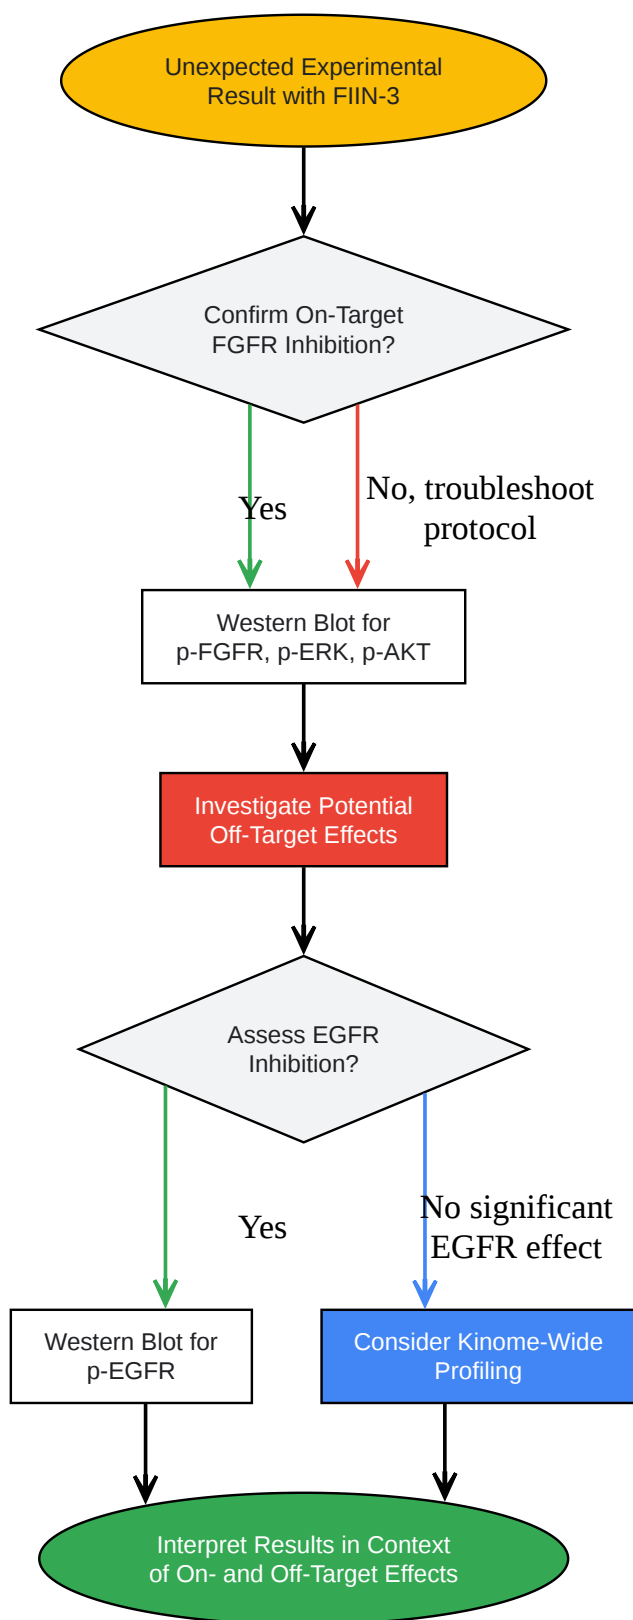 Unexpected Experimental
Result with FIIN-3
Confirm On-Target
FGFR Inhibition?
Yes
No, troubleshoot
protocol
Western Blot for
p-FGFR, p-ERK, p-AKT
Investigate Potential
Off-Target Effects
Assess EGFR
Inhibition?
Yes
No significant
EGFR effect
Western Blot for
p-EGFR
Consider Kinome-Wide
Profiling
Interpret Results in Context
of On- and Off-Target Effects